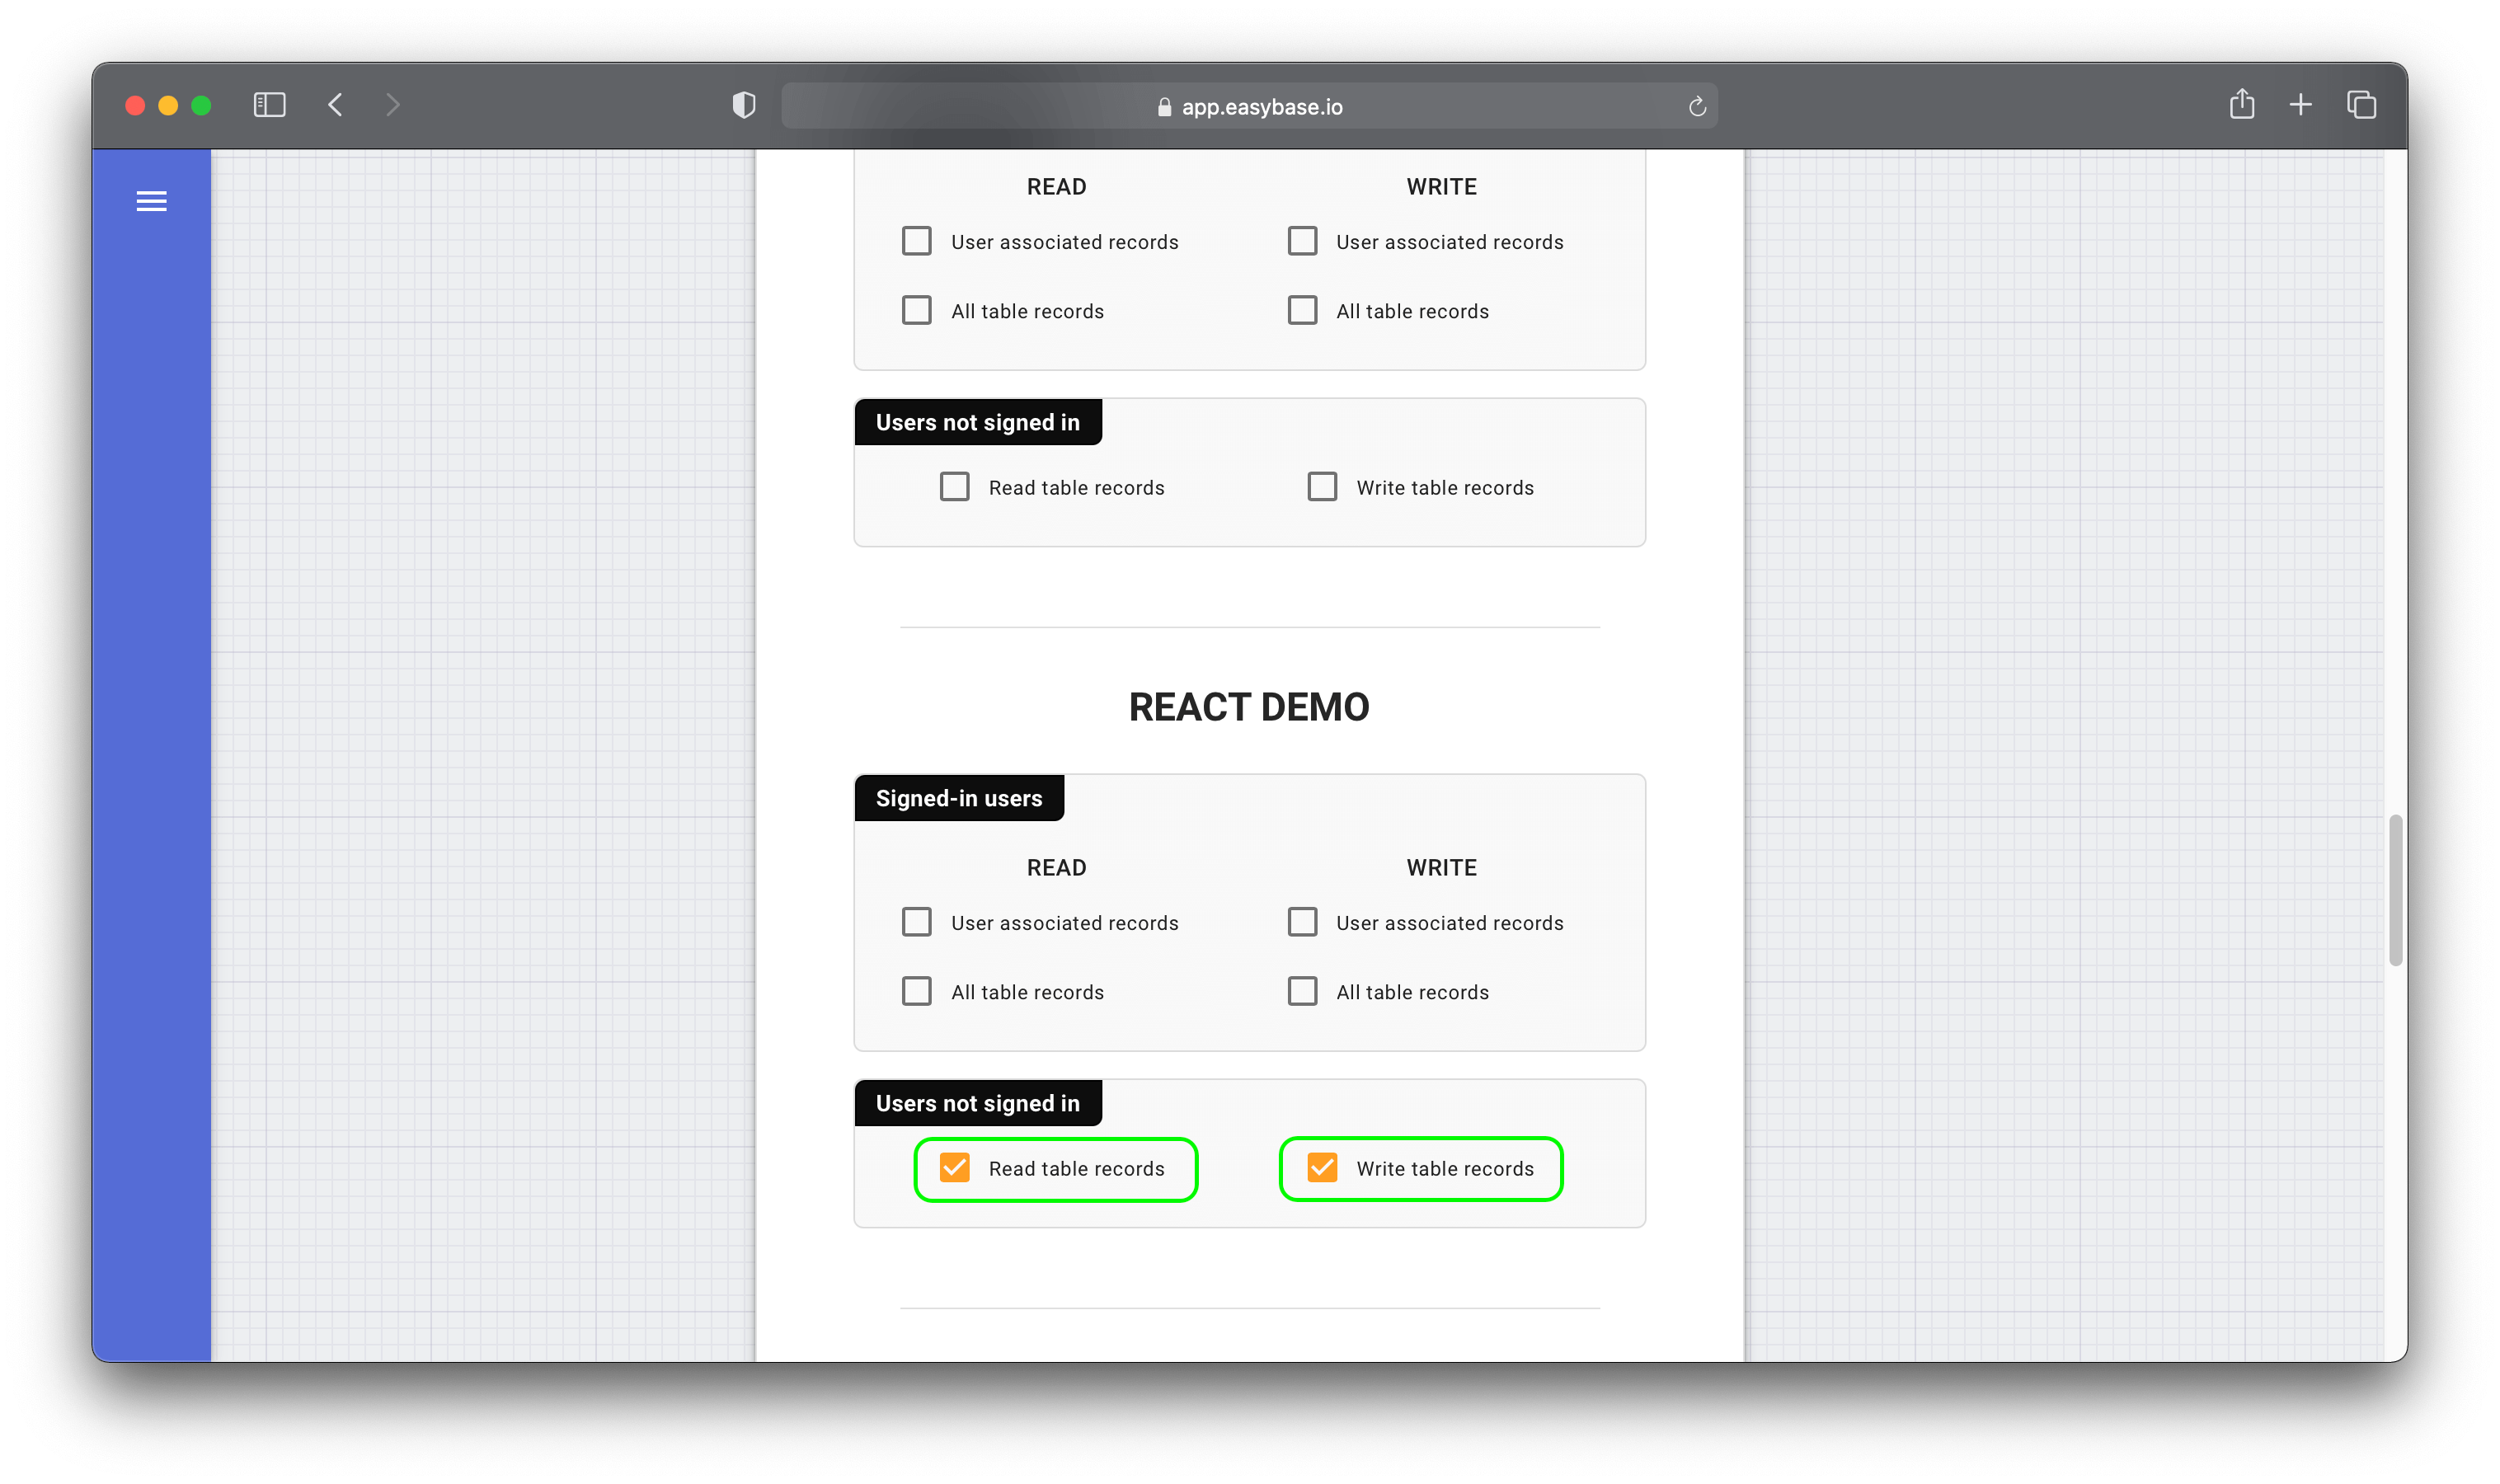 app.easybase.io
READ WRITE
User associated records User associated records
All table records All table records
Users not signed in
Read table records Write table records
REACT DEMO
Signed-in users
READ WRITE
User associated records User associated records
All table records All table records
Users not signed in
Read table records Write table records